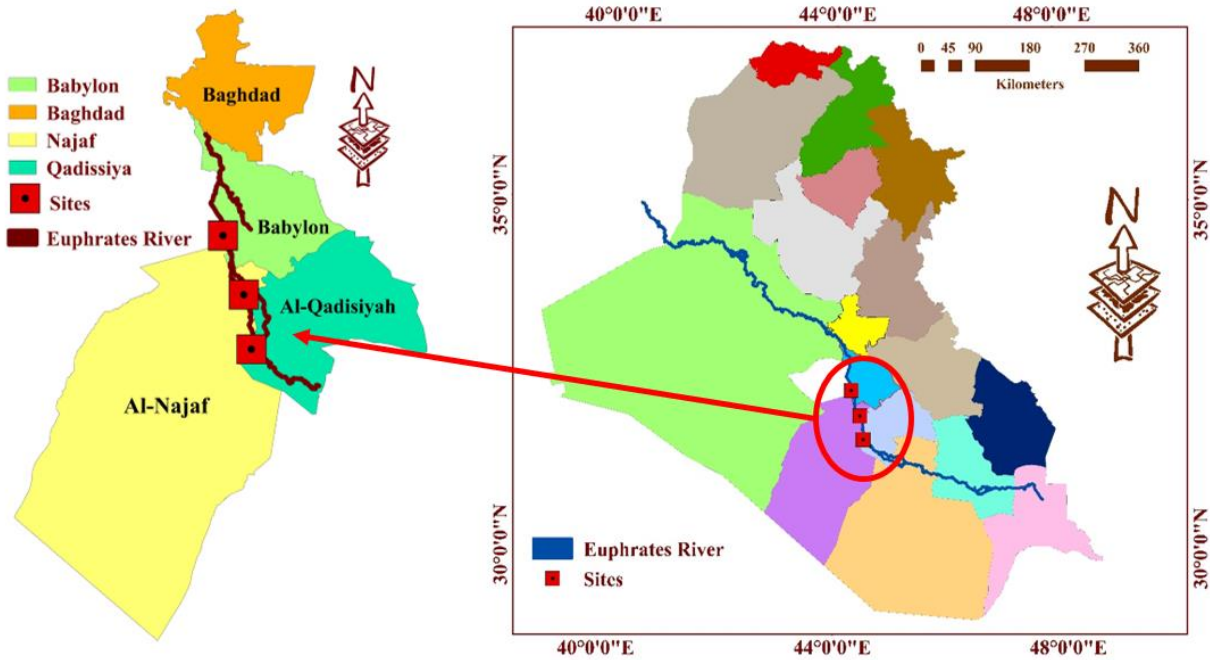 Babylon
Baghdad
Najaf
Qadissiya
Sites
Euphrates River
N
Baghdad
Babylon
Al-Qadisiyah
Al-Najaf
40°0'0"E 44°0'0"E 48°0'0"E
0 45 90 180 270 360
Kilometers
N
35°0'0"N
35°0'0"N
30°0'0"N
30°0'0"N
Euphrates River
Sites
40°0'0"E 44°0'0"E 48°0'0"E